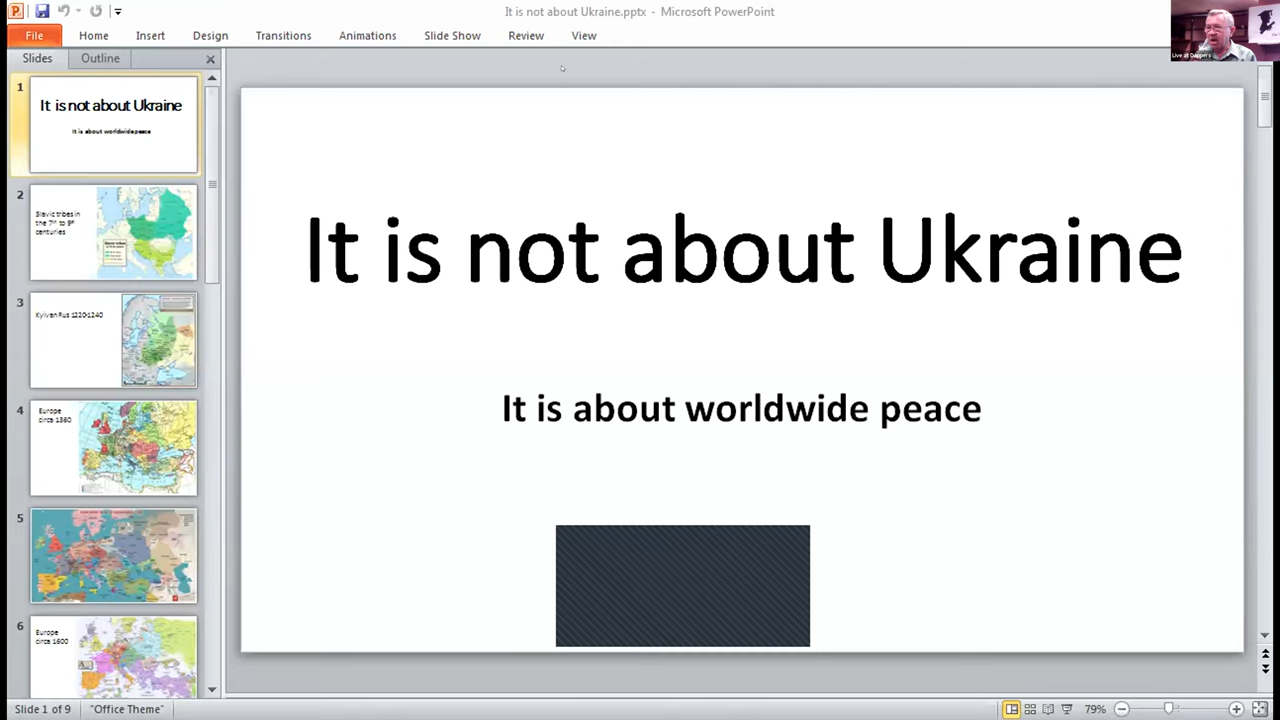 It is not about Ukraine.pptx - Microsoft PowerPoint
File Home Insert Design Transitions Animations Slide Show Review View
Live at Dappers
Slides Outline
1
It is not about Ukraine
It is about worldwide peace
2
Slavic tribes in
the 7th to 9th
centuries
3
Kyivan Rus 1220-1240
4
Europe
circa 1360
5
6
Europe
circa 1600
It is not about Ukraine
It is about worldwide peace
Slide 1 of 9 "Office Theme" 79%